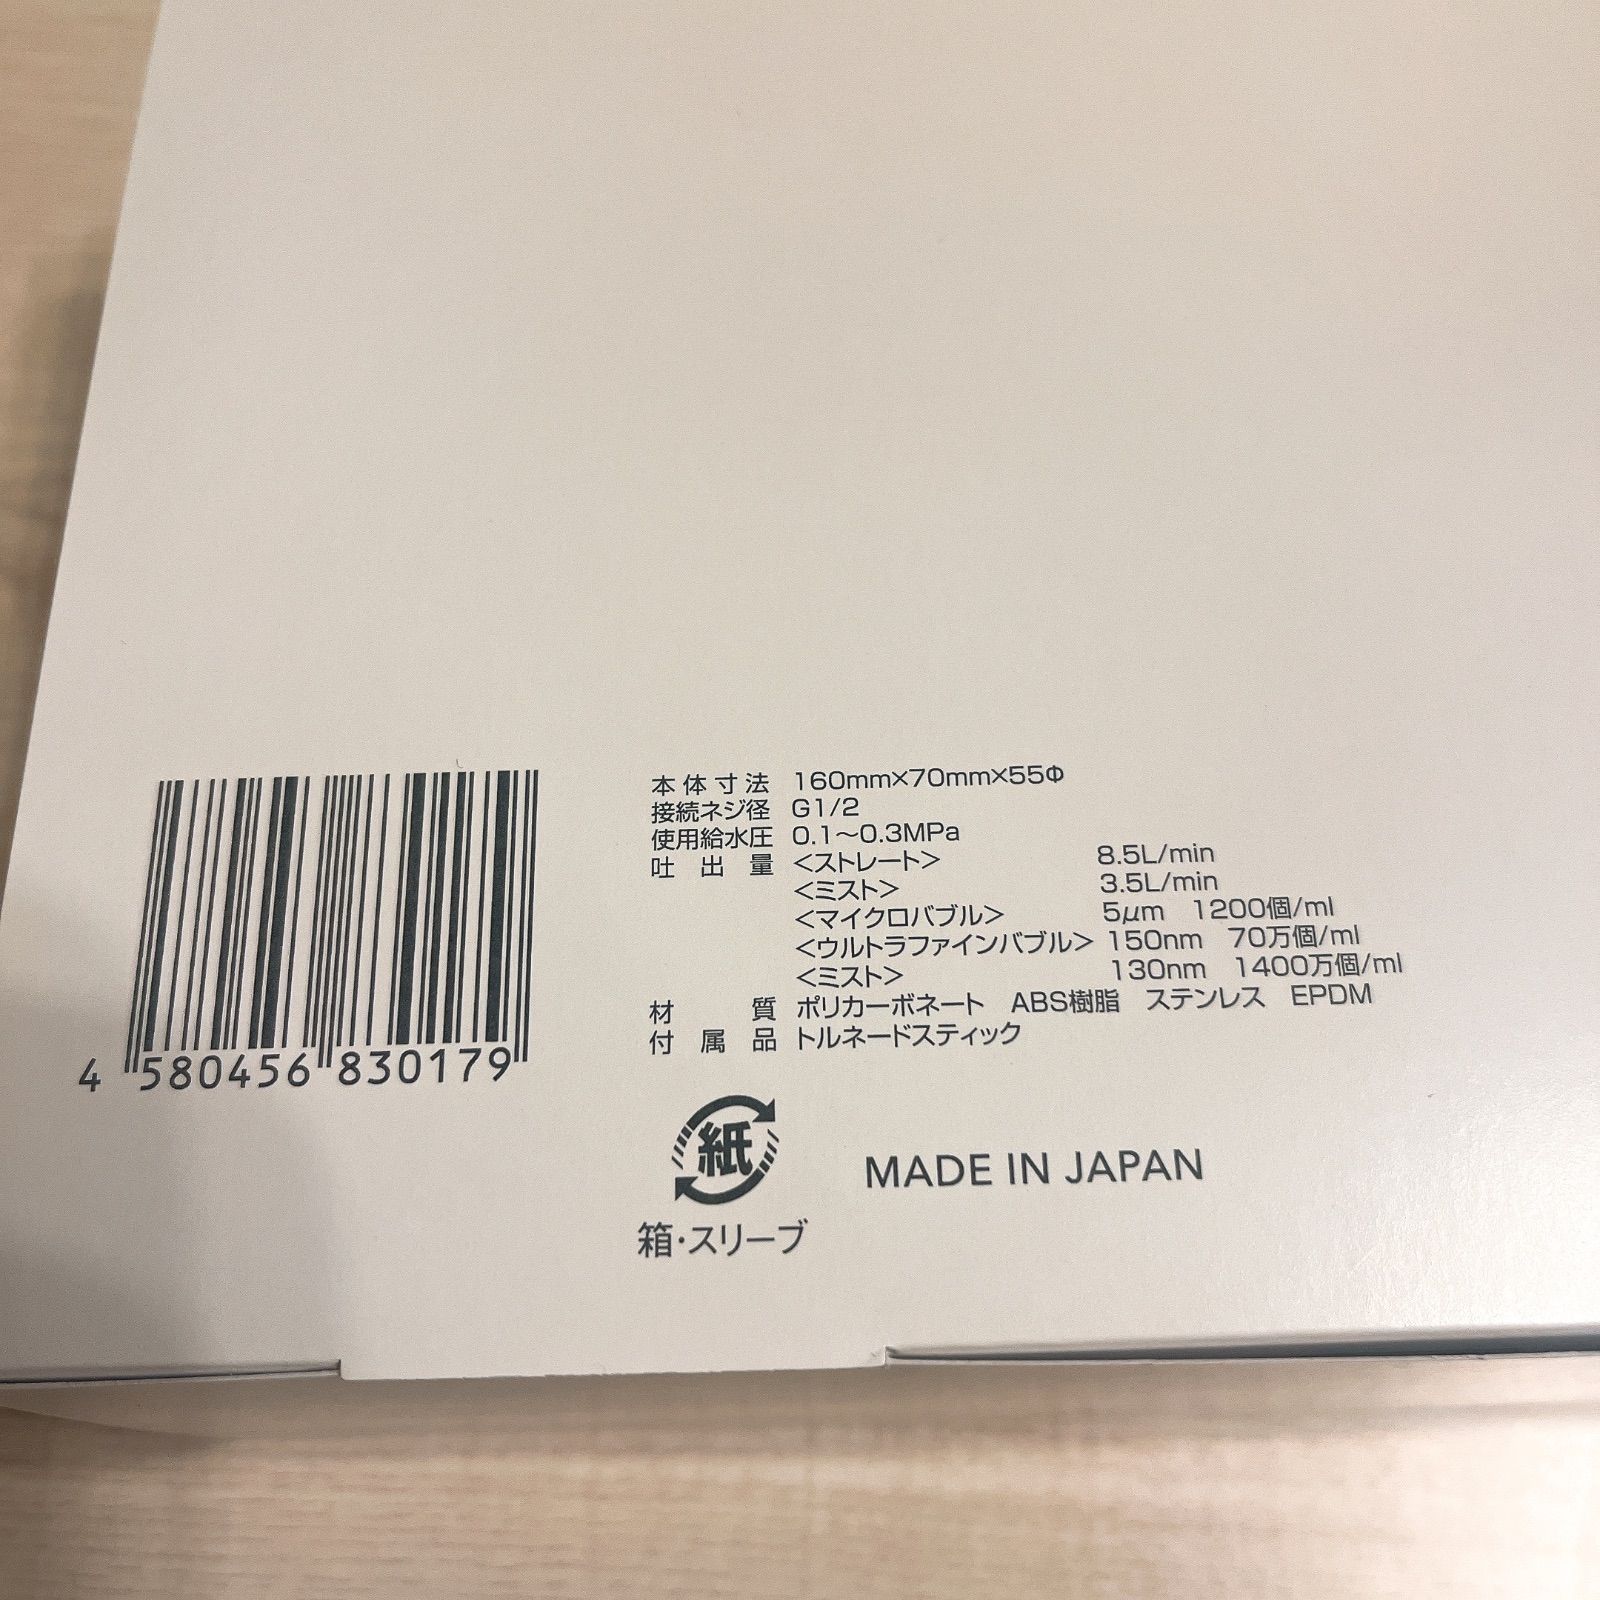 本体寸法 160mm×70mm×55Φ
接続ネジ径 G1/2
使用給水圧 0.1～0.3MPa
吐出量 <ストレート> 8.5L/min
<ミスト> 3.5L/min
<マイクロバブル> 5μm 1200個/ml
<ウルトラファインバブル> 150nm 70万個/ml
<ミスト> 130nm 1400万個/ml
材質 ポリカーボネート ABS樹脂 ステンレス EPDM
付属品 トルネードスティック
4 580456 830179
紙
箱・スリーブ
MADE IN JAPAN